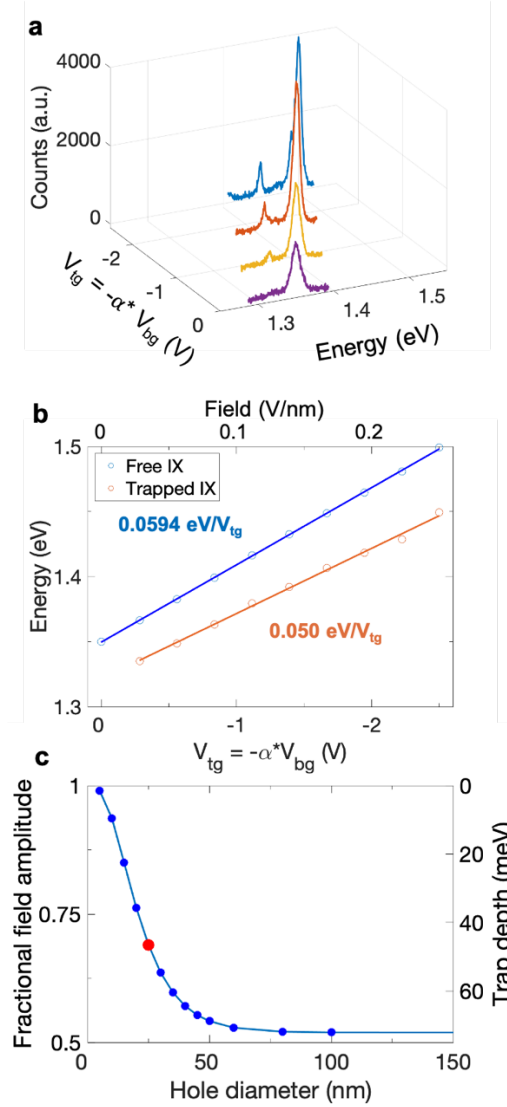 a
4000
2000
0
Counts (a.u.)
-2
-1
0
V_tg = -α* V_bg (V)
1.3
1.4
1.5
Energy (eV)
b
Field (V/nm)
0
0.1
0.2
1.5
1.4
1.3
Energy (eV)
Free IX
Trapped IX
0.0594 eV/V_tg
0.050 eV/V_tg
0
-1
-2
V_tg = -α*V_bg (V)
c
1
0.75
0.5
Fractional field amplitude
0
20
40
60
Trap depth (meV)
0
50
100
150
Hole diameter (nm)